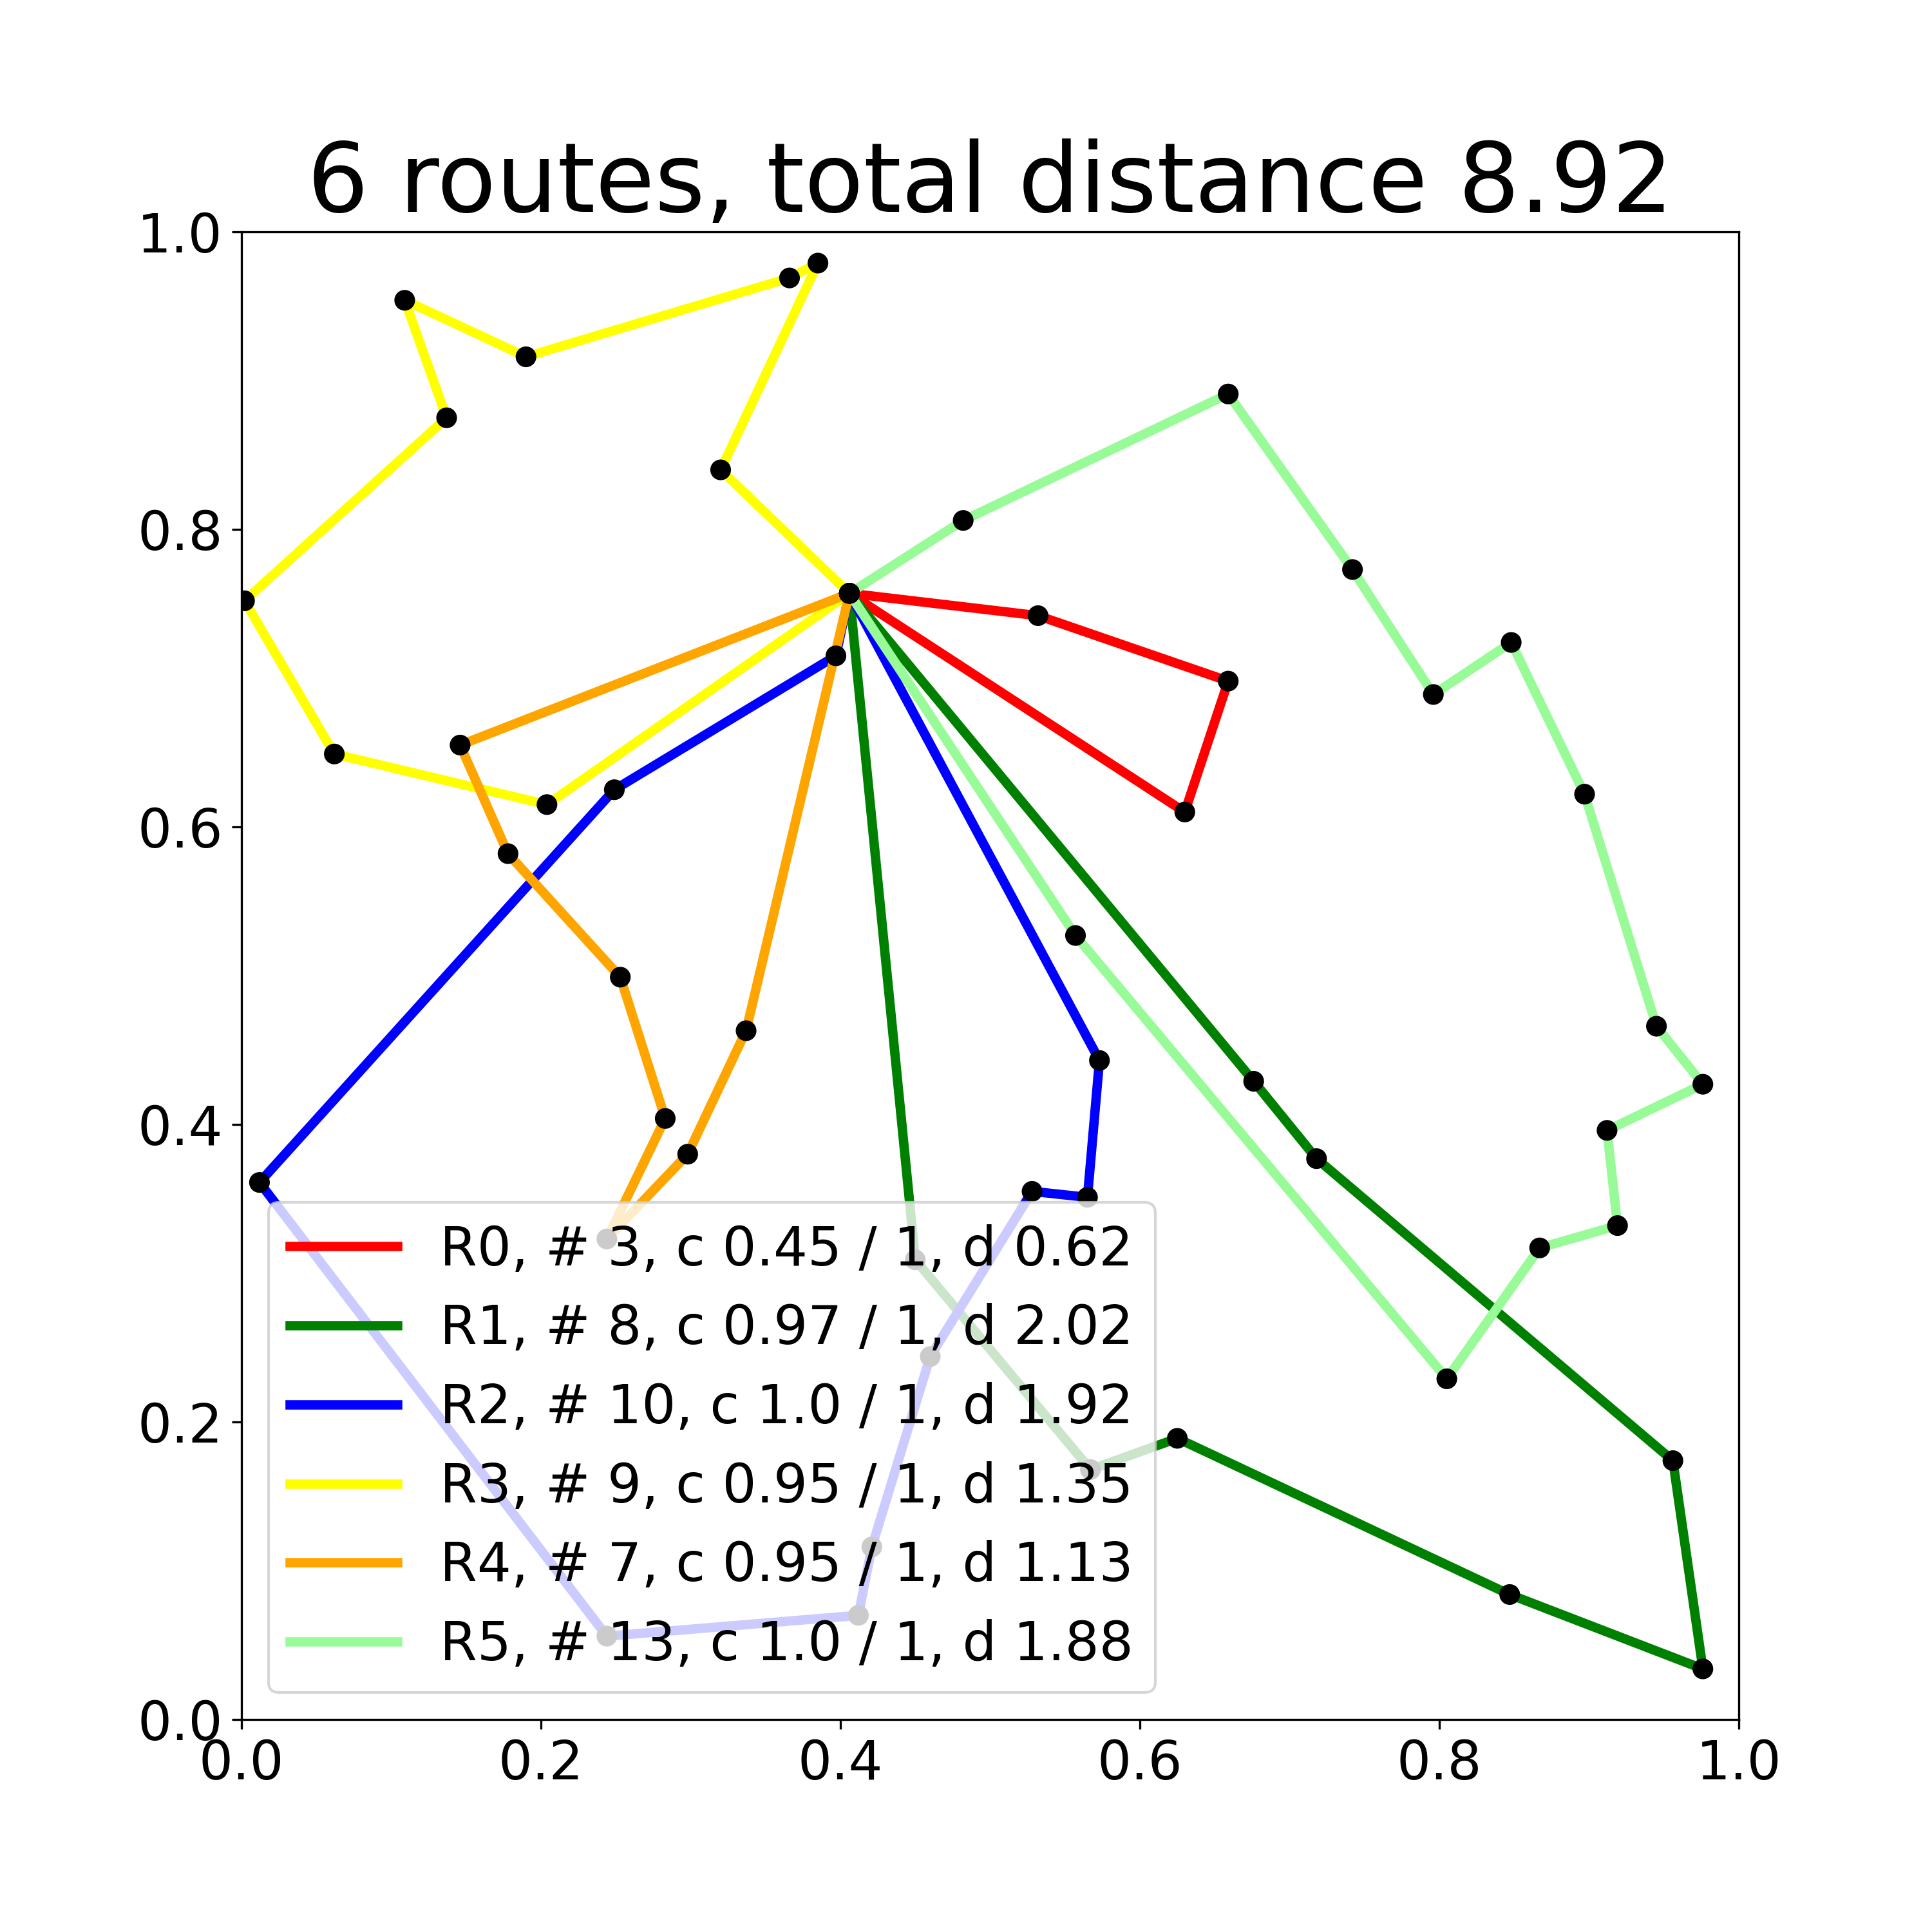 6 routes, total distance 8.92
1.0
0.8
0.6
0.4
0.2
0.0
R0, # 3, c 0.45 / 1, d 0.62
R1, # 8, c 0.97 / 1, d 2.02
R2, # 10, c 1.0 / 1, d 1.92
R3, # 9, c 0.95 / 1, d 1.35
R4, # 7, c 0.95 / 1, d 1.13
R5, # 13, c 1.0 / 1, d 1.88
0.0 0.2 0.4 0.6 0.8 1.0